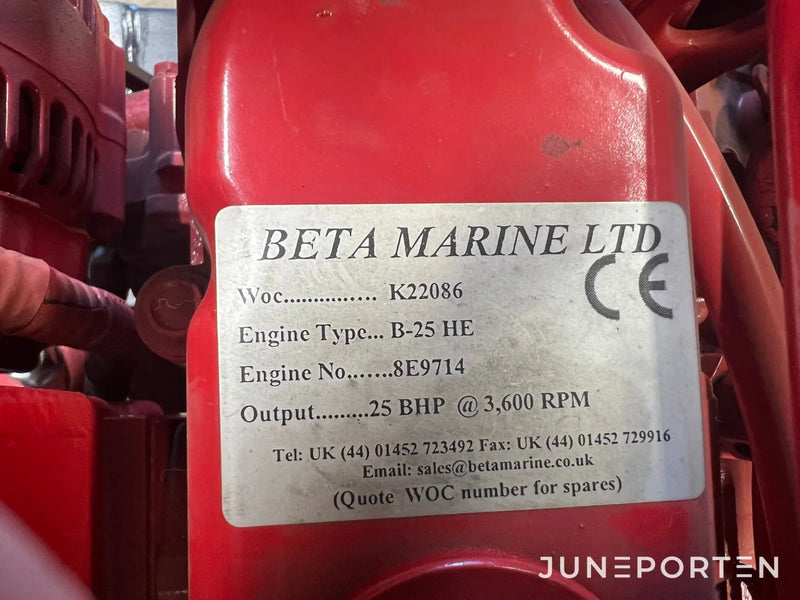 BETA MARINE LTD
CE
Woc................ K22086
Engine Type... B-25 HE
Engine No.......8E9714
Output.........25 BHP @ 3,600 RPM
Tel: UK (44) 01452 723492 Fax: UK (44) 01452 729916
Email: sales@betamarine.co.uk
(Quote WOC number for spares)
JUNEPORTEN